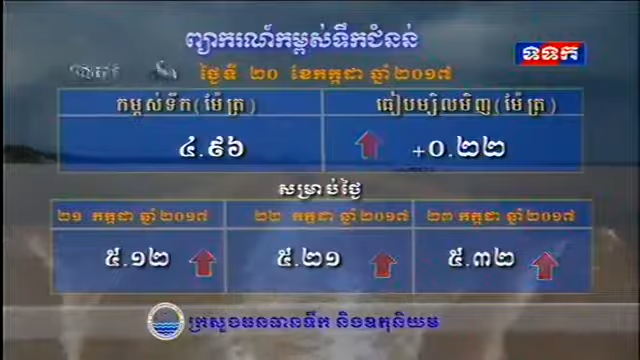 ព្យាករណ៍កម្ពស់ទឹកជំនន់
ទទក
ថ្ងៃទី ២០ ខែកក្កដា ឆ្នាំ២០១៧
កម្ពស់ទឹក(ម៉ែត្រ) ធៀបម្សិលមិញ(ម៉ែត្រ)
៤.៩៦ +០.២២
សម្រាប់ថ្ងៃ
២១ កក្កដា ឆ្នាំ២០១៧ ២២ កក្កដា ឆ្នាំ២០១៧ ២៣ កក្កដា ឆ្នាំ២០១៧
៥.១២ ៥.២១ ៥.៣២
ក្រសួងធនធានទឹក និងឧតុនិយម